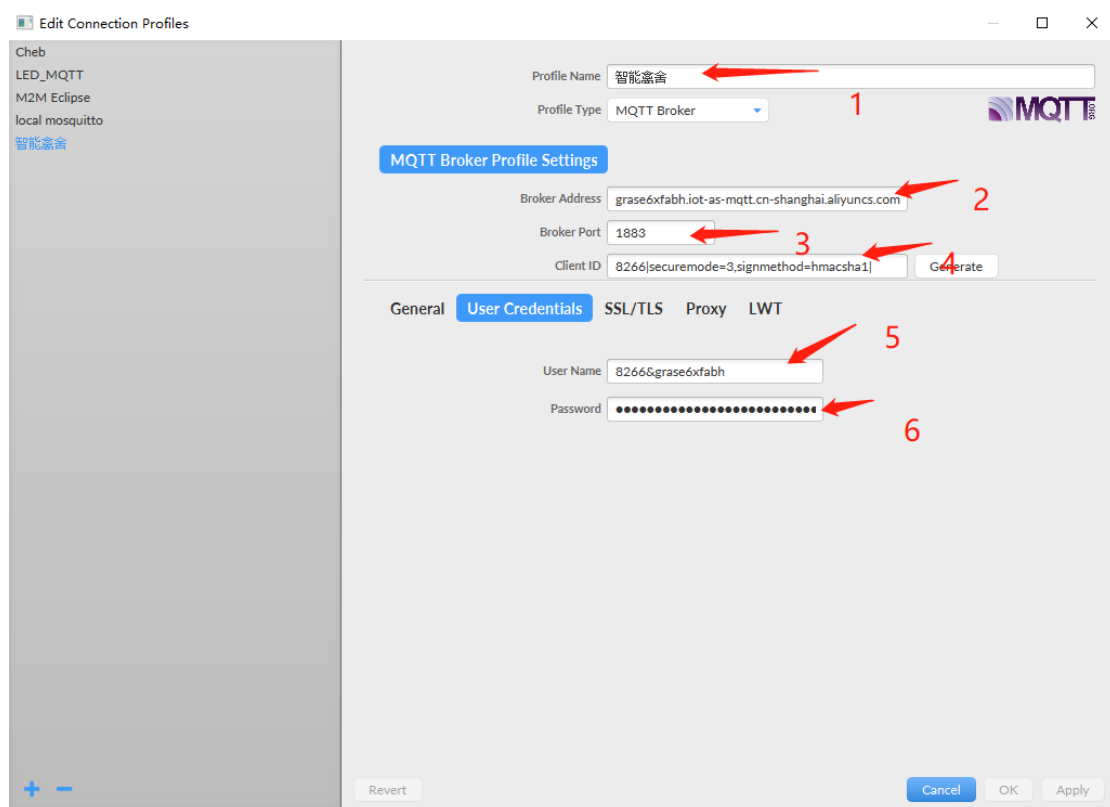 Edit Connection Profiles
Cheb
LED_MQTT
M2M Eclipse
local mosquitto
智能盒舍
Profile Name 智能盒舍
1
Profile Type MQTT Broker
MQTT.ORG
MQTT Broker Profile Settings
Broker Address grase6xfabh.iot-as-mqtt.cn-shanghai.aliyuncs.com
2
Broker Port 1883
3
Client ID 8266|securemode=3,signmethod=hmacsha1|
4
Generate
General User Credentials SSL/TLS Proxy LWT
5
User Name 8266&grase6xfabh
Password ••••••••••••••••••••••••••
6
Revert
Cancel OK Apply